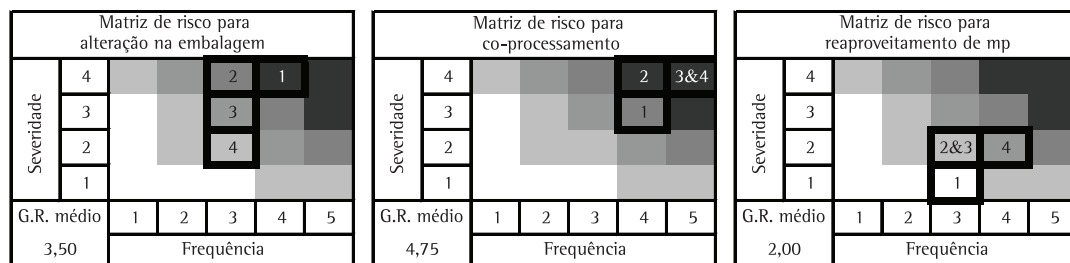 Matriz de risco para
alteração na embalagem
Severidade
4
2
1
3
3
2
4
1
G.R. médio
1
2
3
4
5
3,50
Frequência
Matriz de risco para
co-processamento
Severidade
4
2
3&4
3
1
2
1
G.R. médio
1
2
3
4
5
4,75
Frequência
Matriz de risco para
reaproveitamento de mp
Severidade
4
3
2
2&3
4
1
1
G.R. médio
1
2
3
4
5
2,00
Frequência